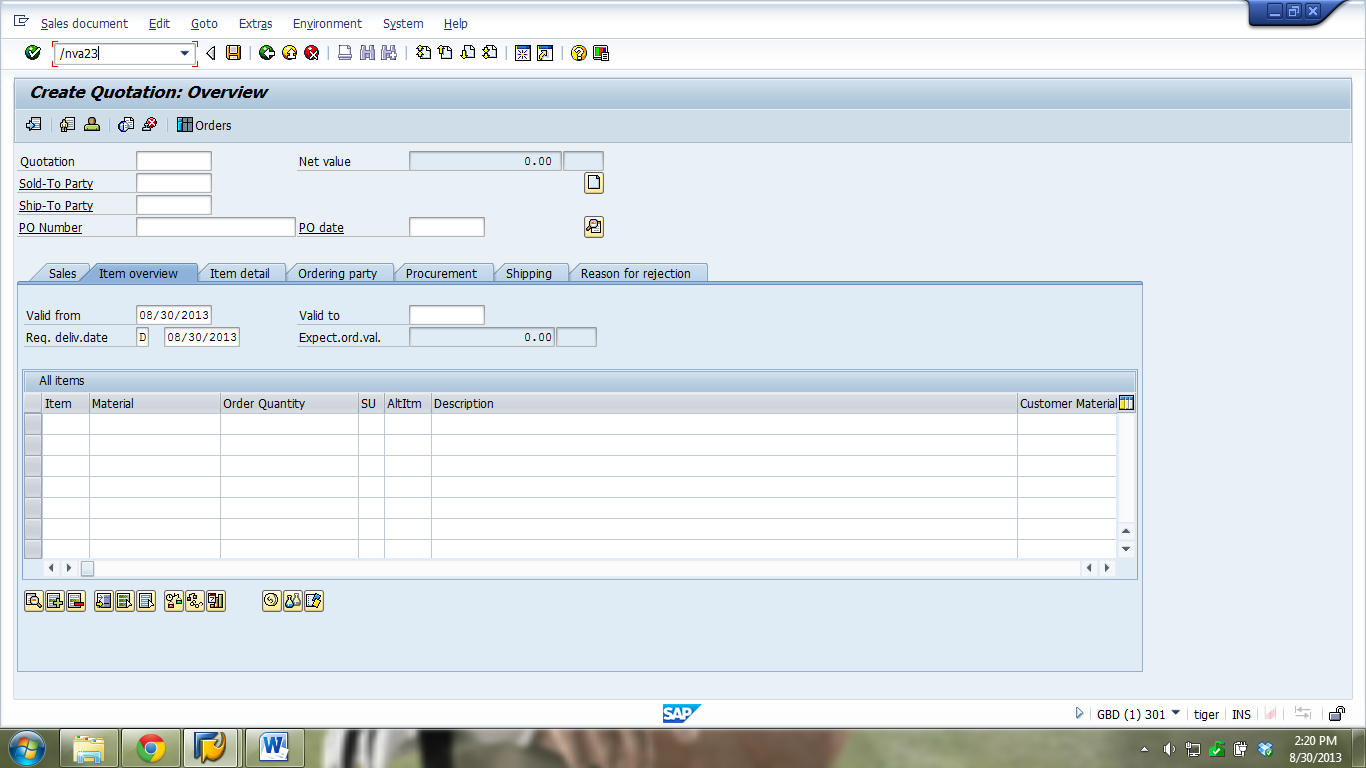 Sales document Edit Goto Extras Environment System Help
/nva23
Create Quotation: Overview
Orders
Quotation Net value 0.00
Sold-To Party
Ship-To Party
PO Number PO date
Sales Item overview Item detail Ordering party Procurement Shipping Reason for rejection
Valid from 08/30/2013 Valid to
Req. deliv.date D 08/30/2013 Expect.ord.val. 0.00
All items
Item Material Order Quantity SU AltItm Description Customer Material
SAP GBD (1) 301 tiger INS
2:20 PM
8/30/2013